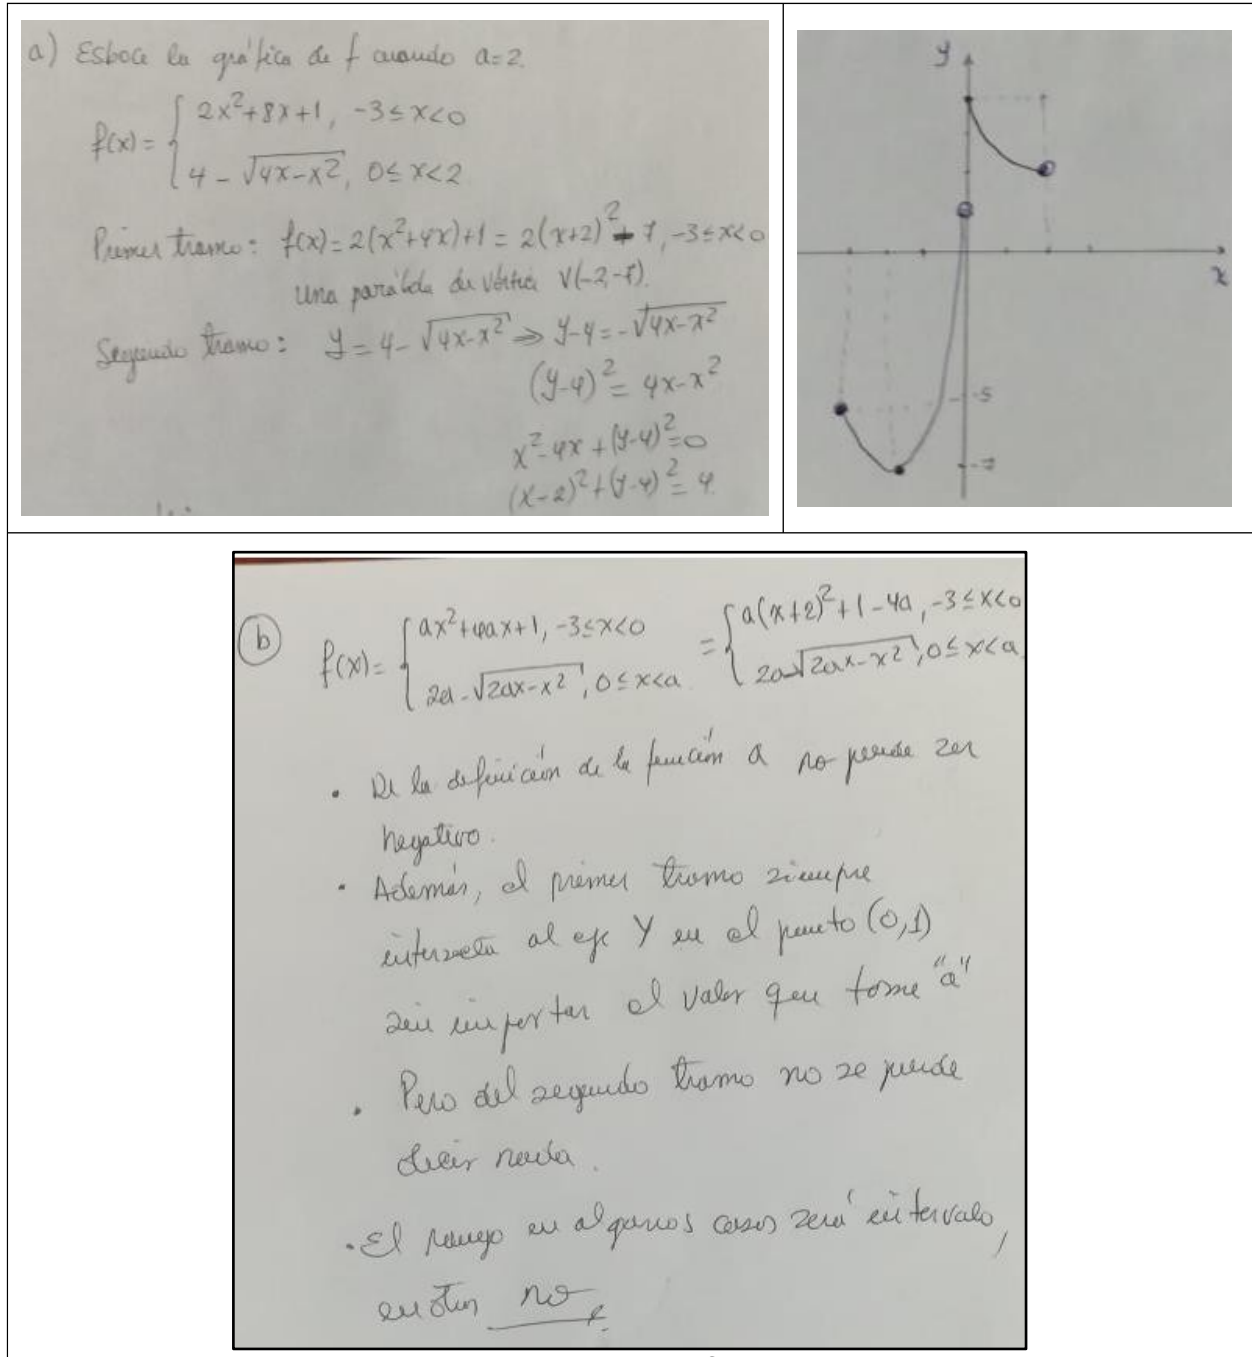 a) Esboce la gráfica de f cuando a=2.
f(x) = { 2x²+8x+1, -3≤x<0
4 - √(4x-x²), 0≤x<2
Primer tramo: f(x) = 2(x²+4x)+1 = 2(x+2)² - 7, -3≤x<0
Una parábola de vértice V(-2,-7).
Segundo tramo: y = 4 - √(4x-x²) ⇒ y-4 = -√(4x-x²)
(y-4)² = 4x-x²
x²-4x+(y-4)² = 0
(x-2)²+(y-4)² = 4
y
x
-5
-7
b
f(x) = { ax²+4ax+1, -3≤x<0 = { a(x+2)²+1-4a, -3≤x<0
2a-√(2ax-x²), 0≤x<a. 2a-√(2ax-x²), 0≤x<a
• De la definición de la función a no puede ser
negativo.
• Además, el primer tramo siempre
intersecta al eje Y en el punto (0,1)
sin importar el valor que tome "a"
• Pero del segundo tramo no se puede
decir nada.
• El rango en algunos casos será intervalo,
en otros no.